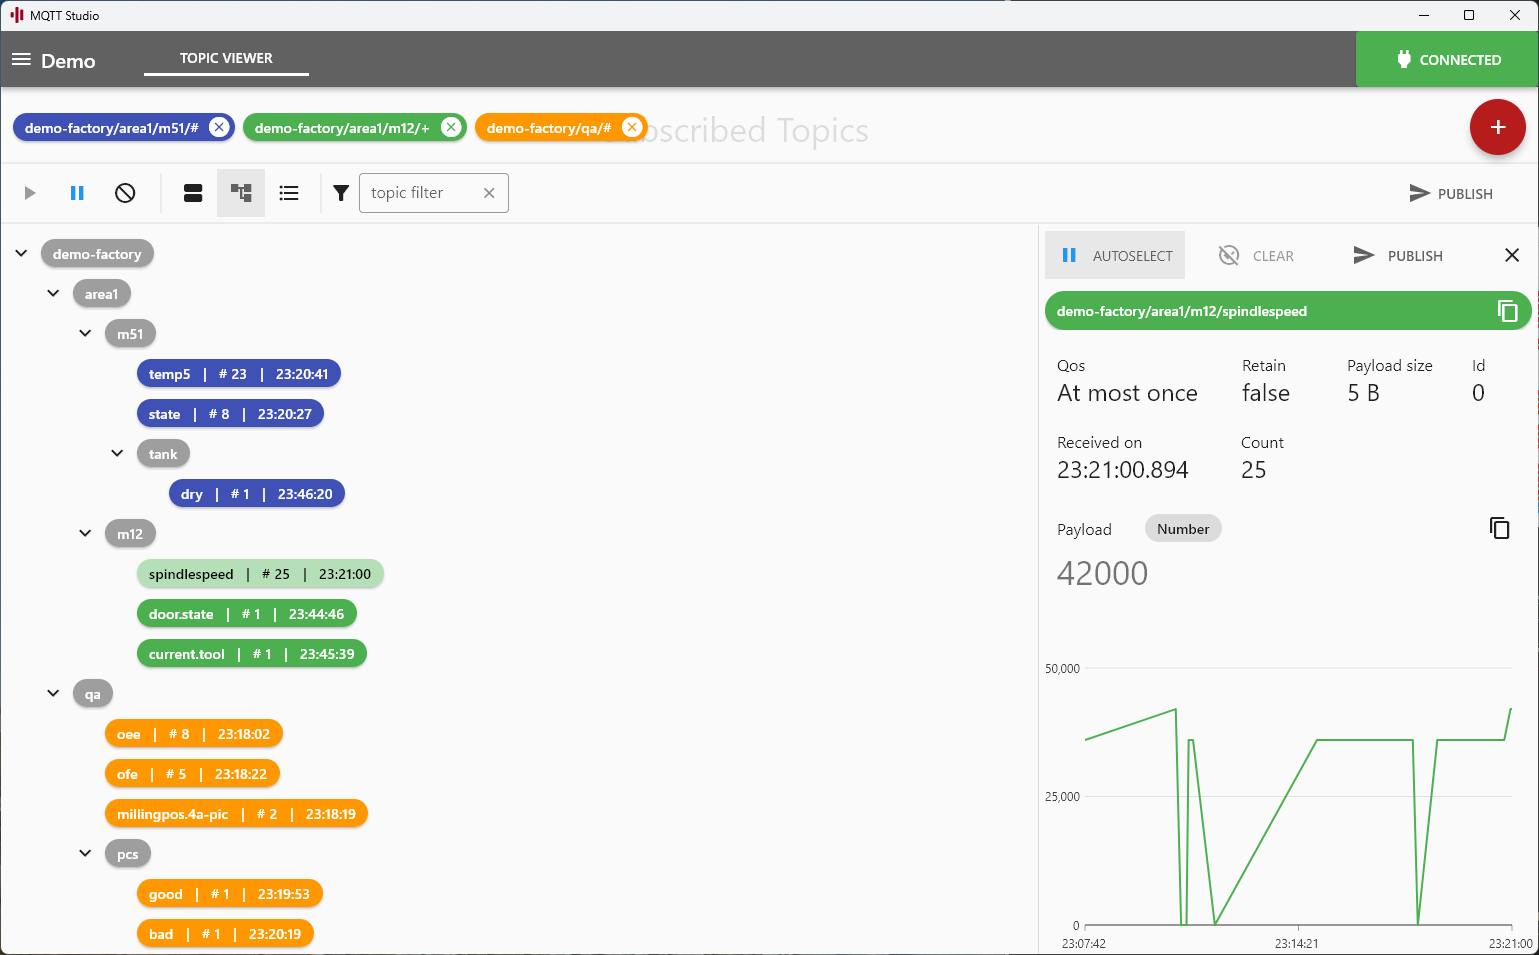 MQTT Studio
Demo
TOPIC VIEWER
CONNECTED
demo-factory/area1/m51/#
demo-factory/area1/m12/+
demo-factory/qa/#
bscribed Topics
topic filter
PUBLISH
demo-factory
area1
m51
temp5 | # 23 | 23:20:41
state | # 8 | 23:20:27
tank
dry | # 1 | 23:46:20
m12
spindlespeed | # 25 | 23:21:00
door.state | # 1 | 23:44:46
current.tool | # 1 | 23:45:39
qa
oee | # 8 | 23:18:02
ofe | # 5 | 23:18:22
millingpos.4a-pic | # 2 | 23:18:19
pcs
good | # 1 | 23:19:53
bad | # 1 | 23:20:19
AUTOSELECT
CLEAR
PUBLISH
demo-factory/area1/m12/spindlespeed
Qos Retain Payload size Id
At most once false 5 B 0
Received on Count
23:21:00.894 25
Payload Number
42000
50,000
25,000
0
23:07:42 23:14:21 23:21:00